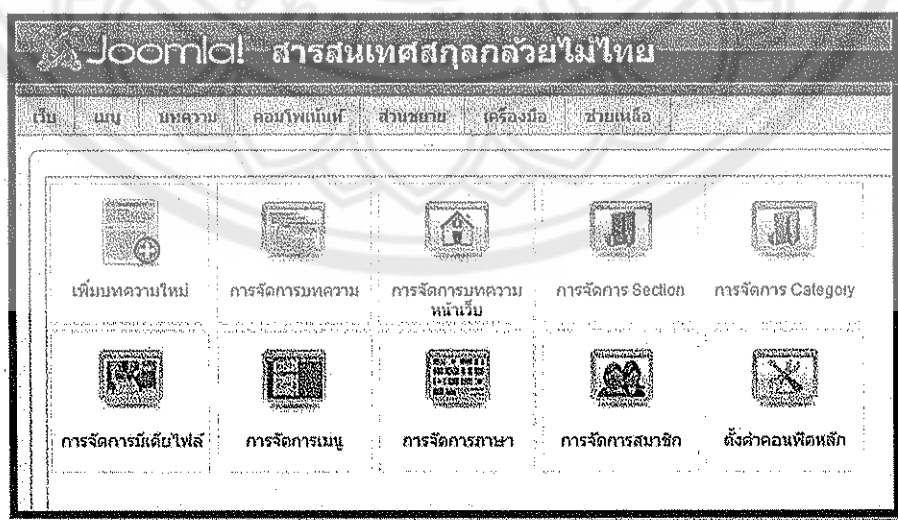 Joomla! สารสนเทศสกุลกล้วยไม้ไทย
เว็บ เมนู บทความ คอมโพเน้นท์ ส่วนขยาย เครื่องมือ ช่วยเหลือ
เพิ่มบทความใหม่ การจัดการบทความ การจัดการบทความ การจัดการ Section การจัดการ Category
หน้าเว็บ
การจัดการมีเดียไฟล์ การจัดการเมนู การจัดการภาษา การจัดการสมาชิก ตั้งค่าคอนฟิตหลัก